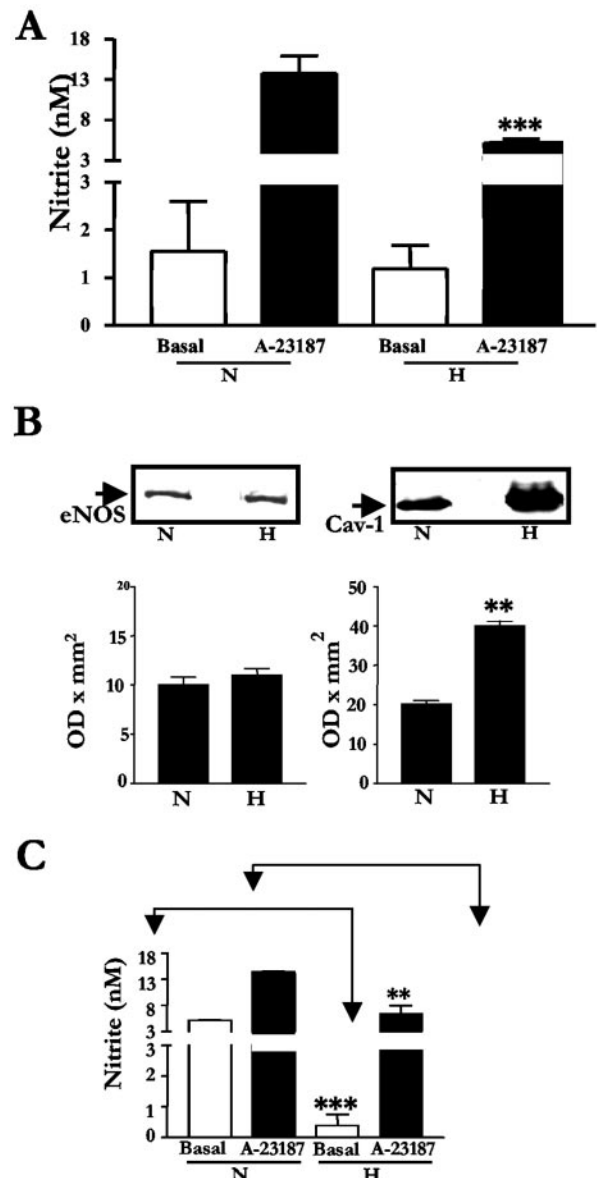 A
Nitrite (nM)
18
13
8
3
3
2
1
0
***
Basal A-23187 Basal A-23187
N H
B
eNOS
N H
Cav-1
N H
OD x mm2
20
15
10
5
0
N H
OD x mm2
50
40
30
20
10
0
**
N H
C
Nitrite (nM)
18
13
8
3
3
2
1
0
***
**
Basal A-23187 Basal A-23187
N H